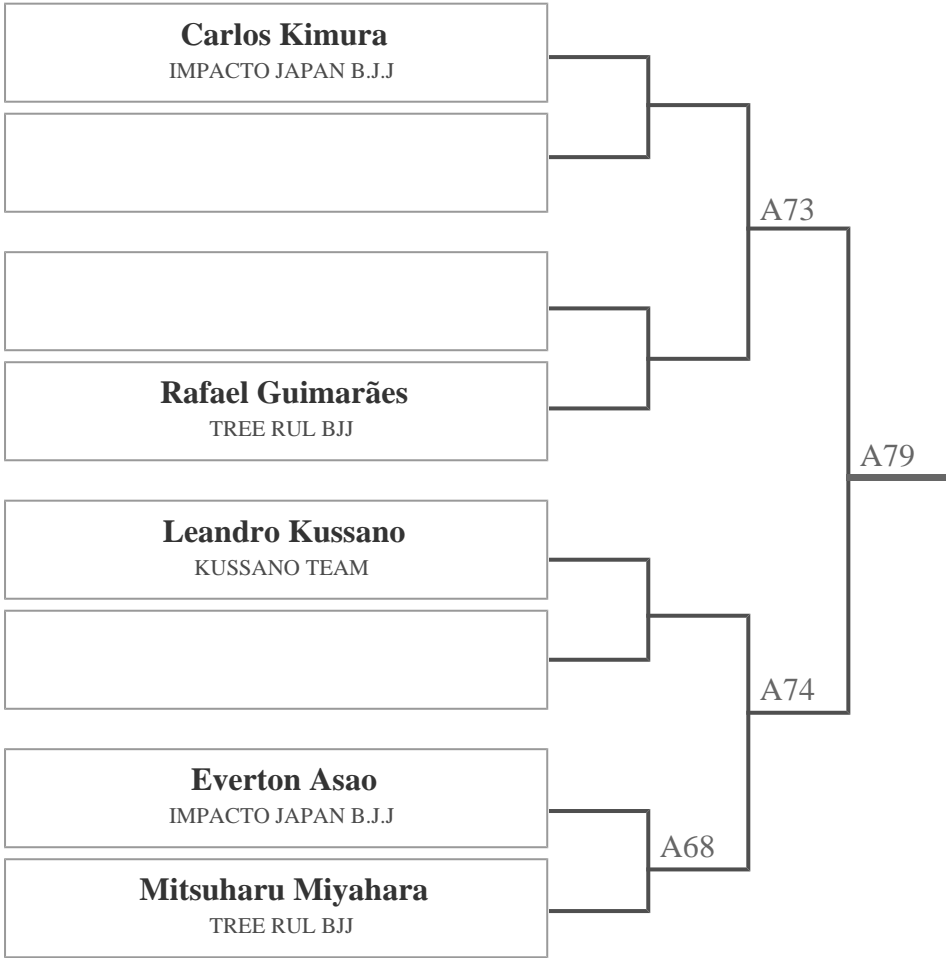 Carlos Kimura
IMPACTO JAPAN B.J.J
A73
Rafael Guimarães
TREE RUL BJJ
A79
Leandro Kussano
KUSSANO TEAM
A74
Everton Asao
IMPACTO JAPAN B.J.J
A68
Mitsuharu Miyahara
TREE RUL BJJ